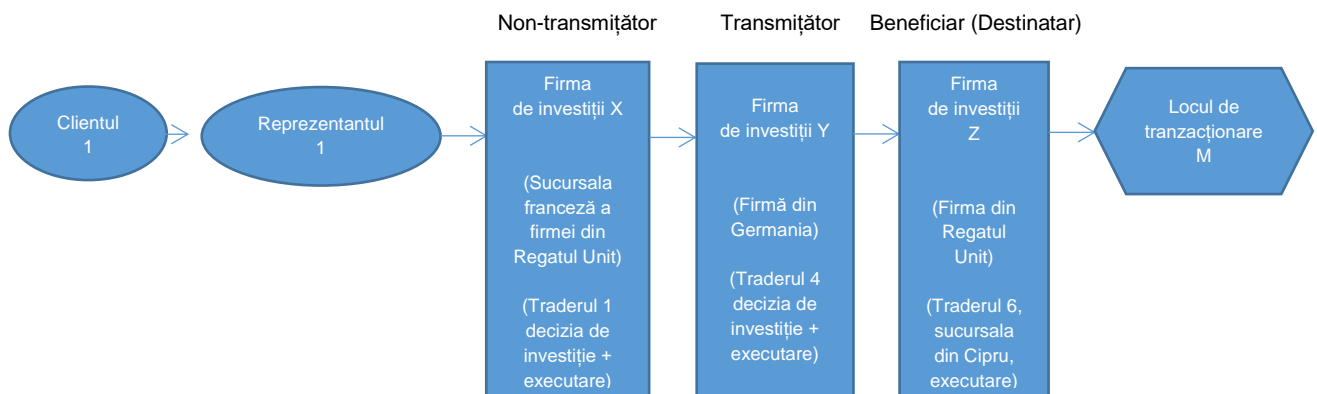 Non-transmițător
Transmițător
Beneficiar (Destinatar)
Clientul
1
Reprezentantul
1
Firma
de investiții X
(Sucursala
franceză a
firmei din
Regatul Unit)
(Traderul 1
decizia de
investiție +
executare)
Firma
de investiții Y
(Firmă din
Germania)
(Traderul 4
decizia de
investiție +
executare)
Firma
de investiții
Z
(Firma din
Regatul
Unit)
(Traderul 6,
sucursala
din Cipru,
executare)
Locul de
tranzacționare
M